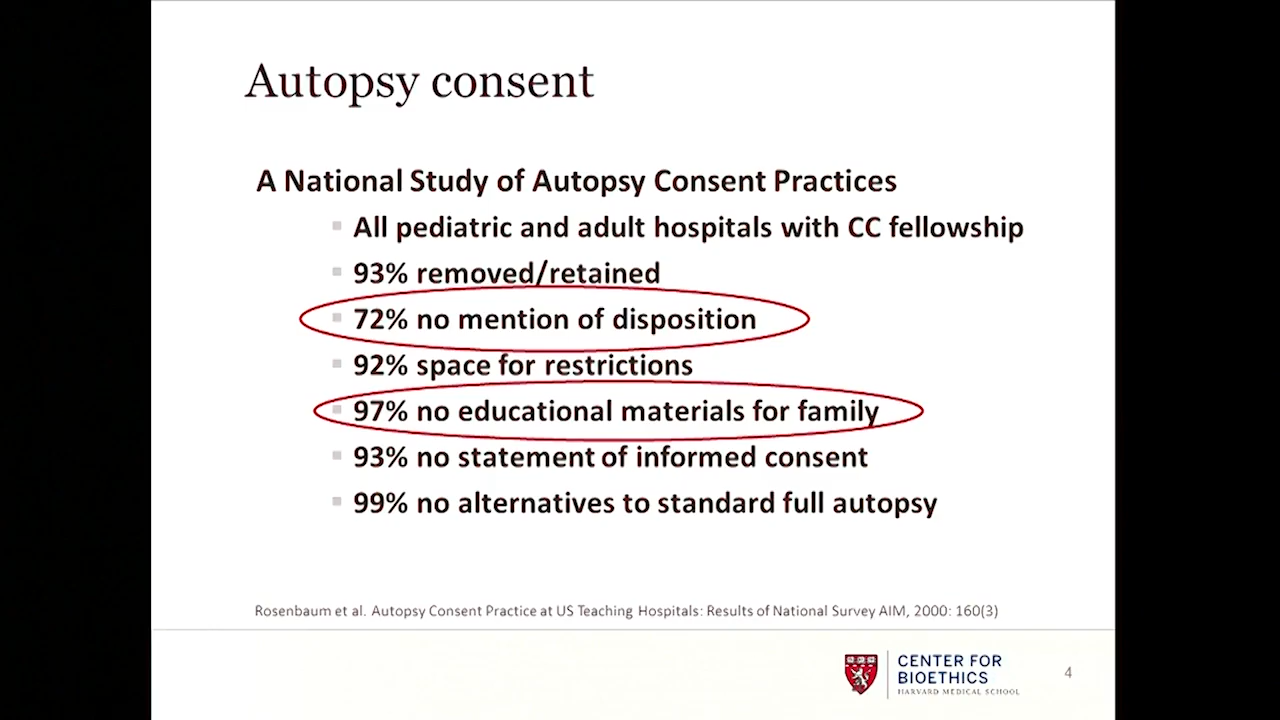 Autopsy consent
A National Study of Autopsy Consent Practices
All pediatric and adult hospitals with CC fellowship
93% removed/retained
72% no mention of disposition
92% space for restrictions
97% no educational materials for family
93% no statement of informed consent
99% no alternatives to standard full autopsy
Rosenbaum et al. Autopsy Consent Practice at US Teaching Hospitals: Results of National Survey AIM, 2000: 160(3)
CENTER FOR
BIOETHICS
HARVARD MEDICAL SCHOOL
4